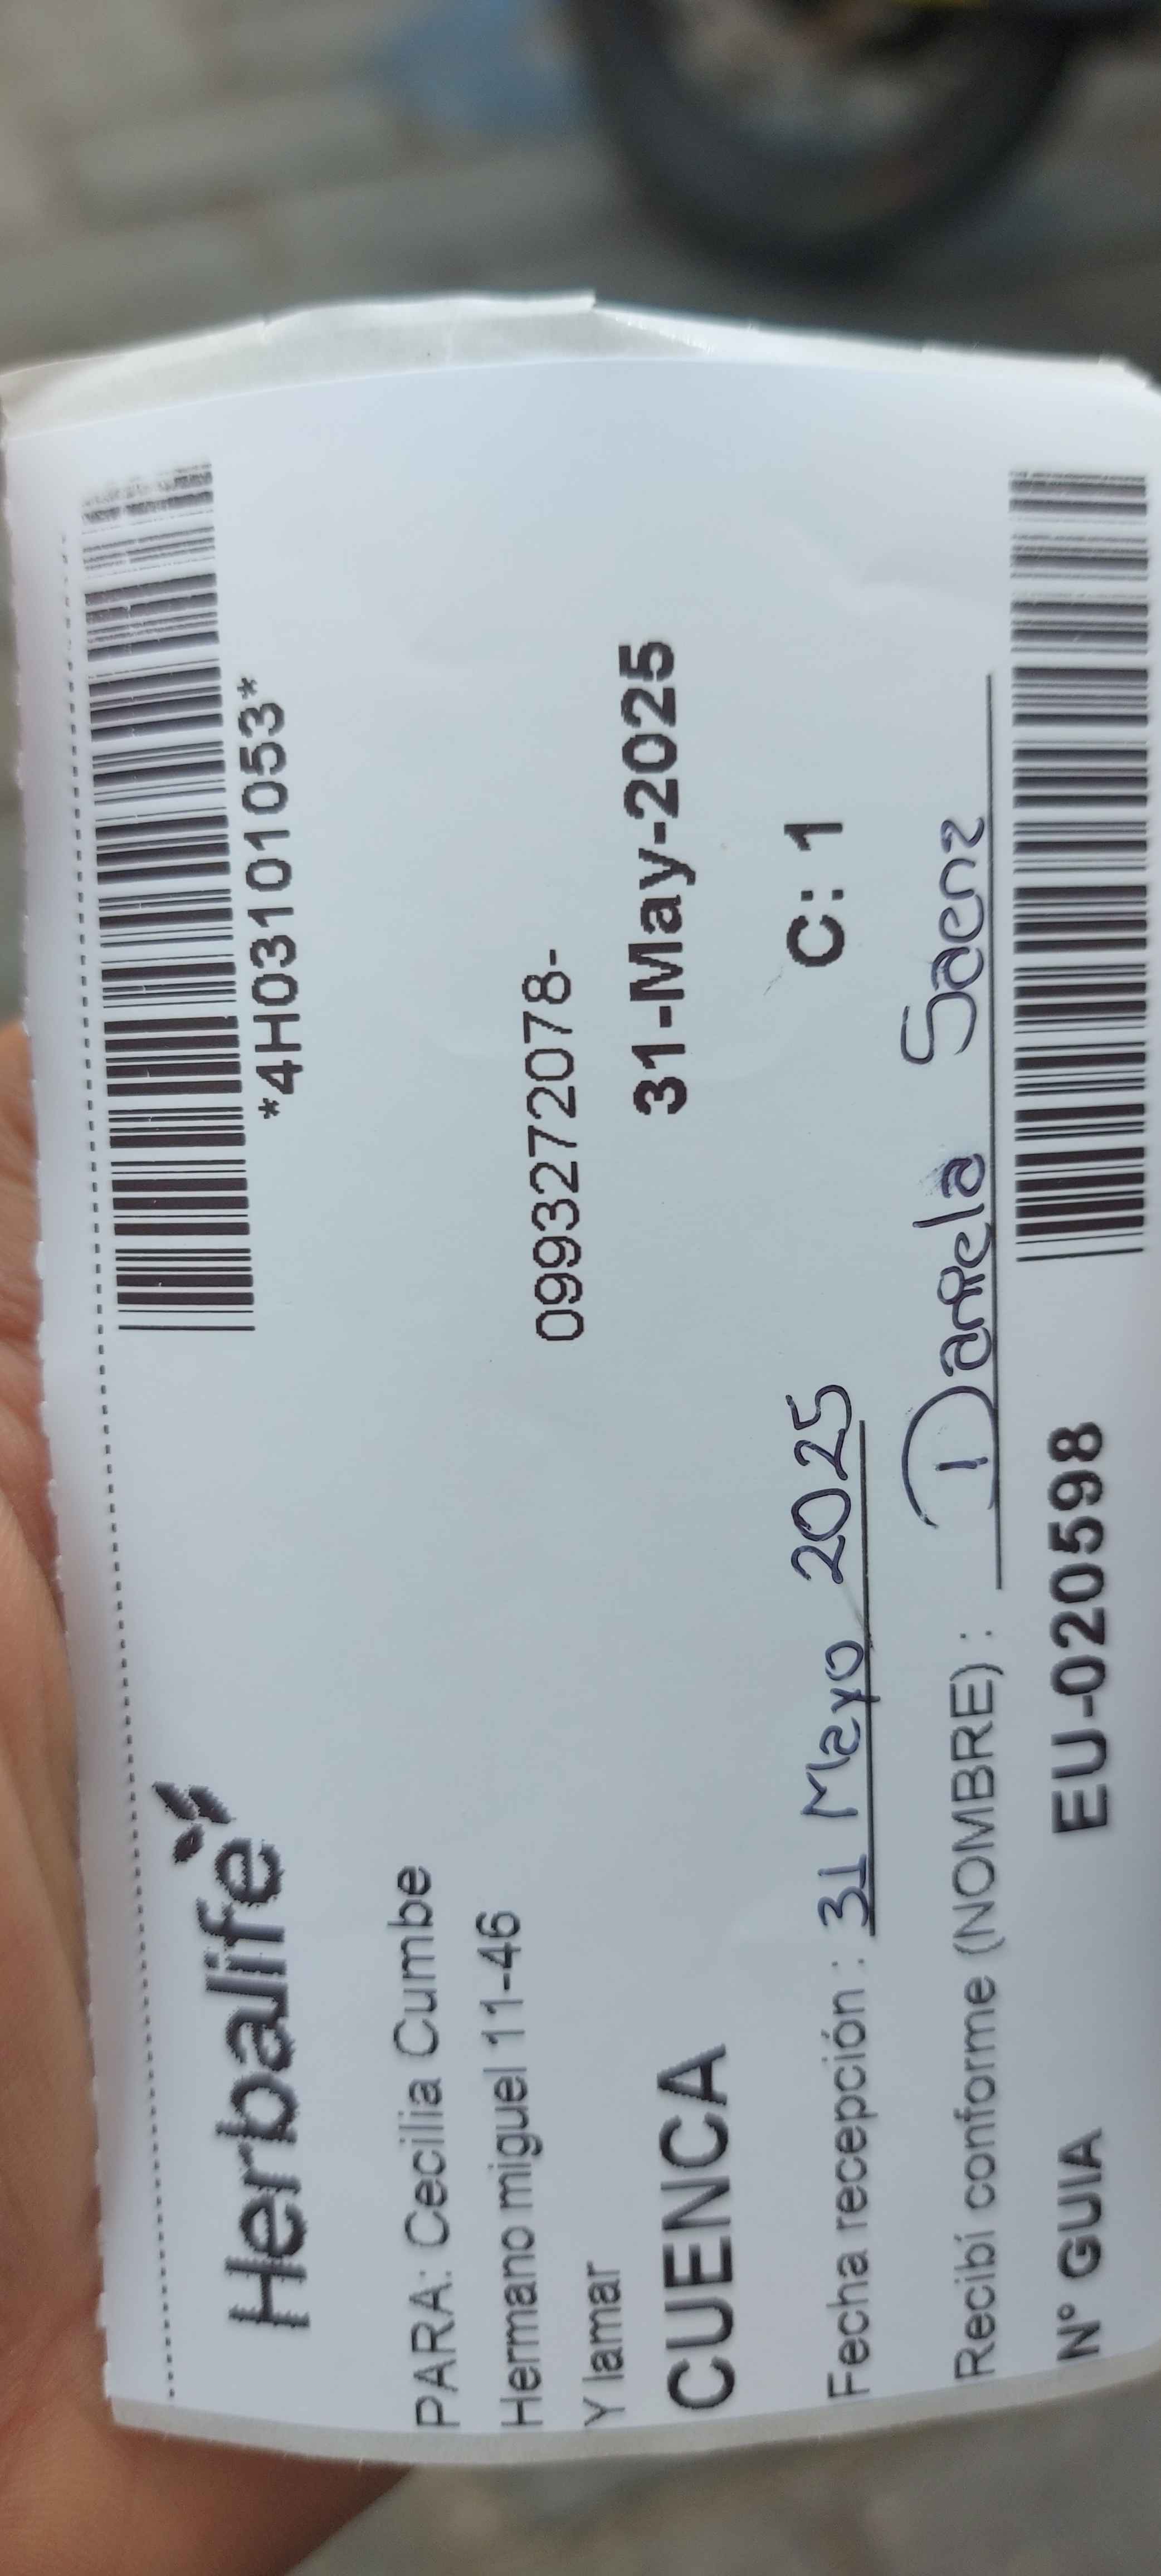 Herbalife
*4H03101053*
PARA: Cecilia Cumbe
Hermano miguel 11-46
0993272078-
Y lamar
CUENCA
31-May-2025
Fecha recepción : 31 Mayo 2025
C: 1
Recibí conforme (NOMBRE) : Daniela Saenz
N° GUIA EU-020598